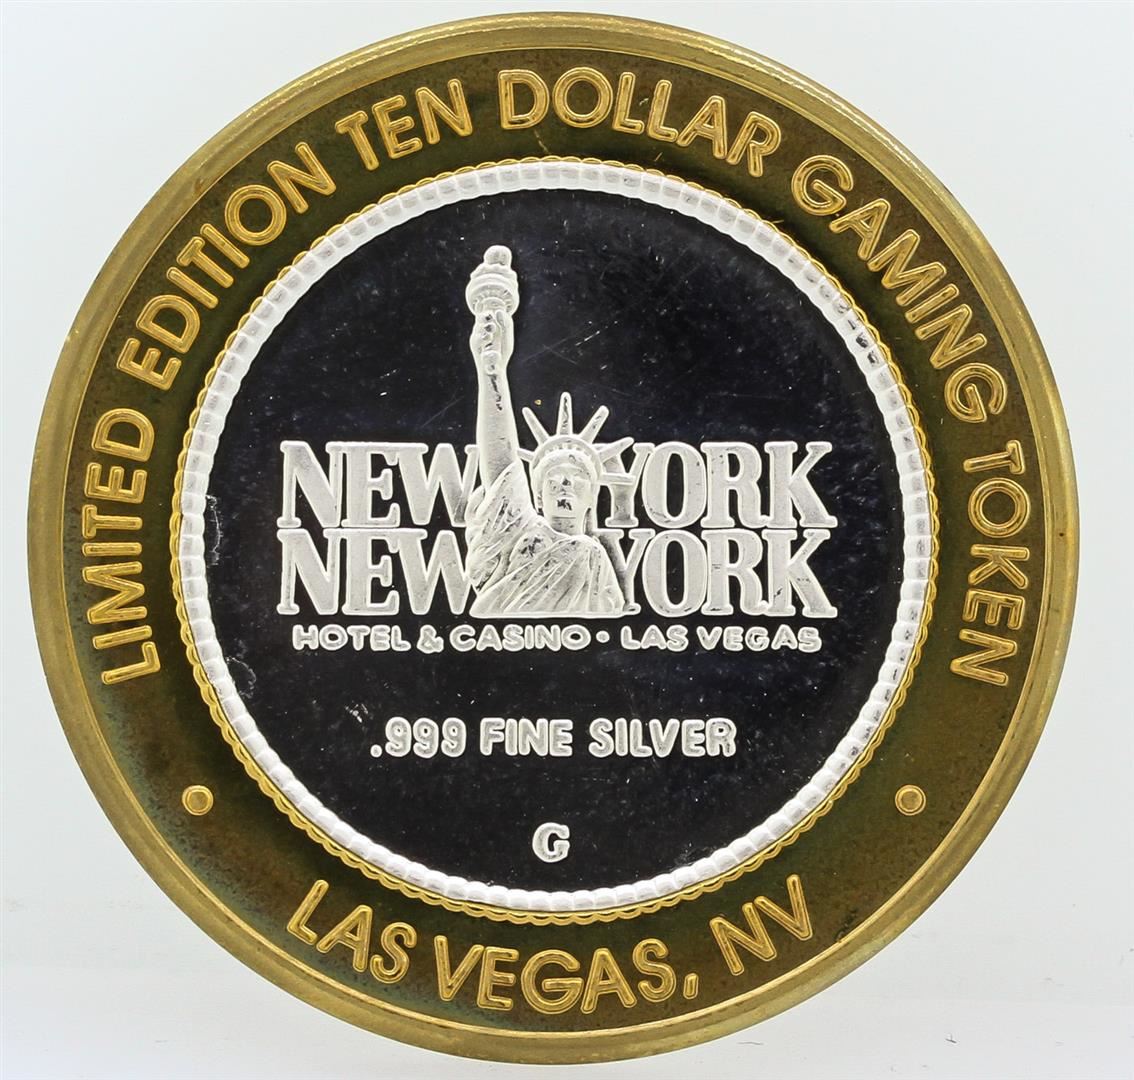 LIMITED EDITION TEN DOLLAR GAMING TOKEN
NEW YORK
NEW YORK
HOTEL & CASINO • LAS VEGAS
.999 FINE SILVER
G
• LAS VEGAS, NV •